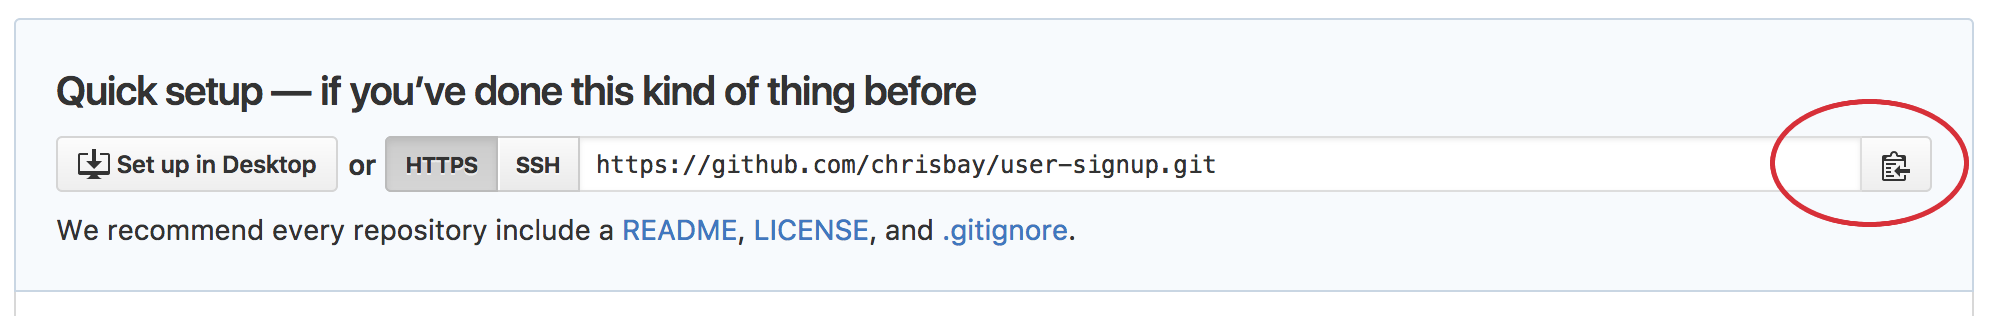 Quick setup — if you’ve done this kind of thing before
Set up in Desktop or HTTPS SSH https://github.com/chrisbay/user-signup.git
We recommend every repository include a README, LICENSE, and .gitignore.